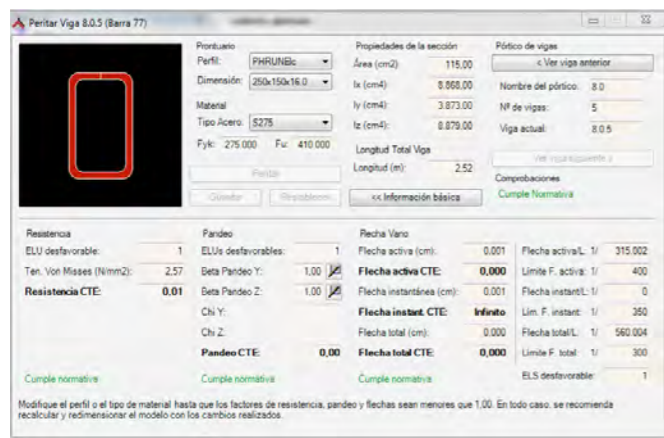 Peritar Viga 8.0.5 (Barra 77)
Prontuario
Perfil: PHRUNEIc
Dimensión: 250x150x16.0
Material
Tipo Acero: S275
Fyk: 275.000 Fu: 410.000
Peritar
Guardar Restablecer
Propiedades de la sección
Área (cm2) 115,00
Ix (cm4): 8.868,00
Iy (cm4): 3.873,00
Iz (cm4): 8.879,00
Longitud Total Viga
Longitud (m): 2.52
<< Información básica
Pórtico de vigas
< Ver viga anterior
Nombre del pórtico: 8.0
Nº de vigas: 5
Viga actual: 8.0.5
Ver viga siguiente >
Comprobaciones
Cumple Normativa
Resistencia
ELU desfavorable: 1
Ten. Von Misses (N/mm2): 2.57
Resistencia CTE: 0,01
Cumple normativa
Pandeo
ELUs desfavorables: 1
Beta Pandeo Y: 1,00
Beta Pandeo Z: 1,00
Chi Y:
Chi Z:
Pandeo CTE: 0,00
Cumple normativa
Flecha Vano
Flecha activa (cm): 0.001
Flecha activa CTE: 0,000
Flecha instantánea (cm): 0.001
Flecha instant. CTE: Infinito
Flecha total (cm): 0.000
Flecha total CTE: 0,000
Cumple normativa
Flecha activa/L: 1/ 315.002
Límite F. activa: 1/ 400
Flecha instant/L: 1/ 0
Lim. F. instant: 1/ 350
Flecha total/L: 1/ 560.004
Límite F. total: 1/ 300
ELS desfavorable: 1
Modifique el perfil o el tipo de material hasta que los factores de resistencia, pandeo y flechas sean menores que 1,00. En todo caso, se recomienda
recalcular y redimensionar el modelo con los cambios realizados.